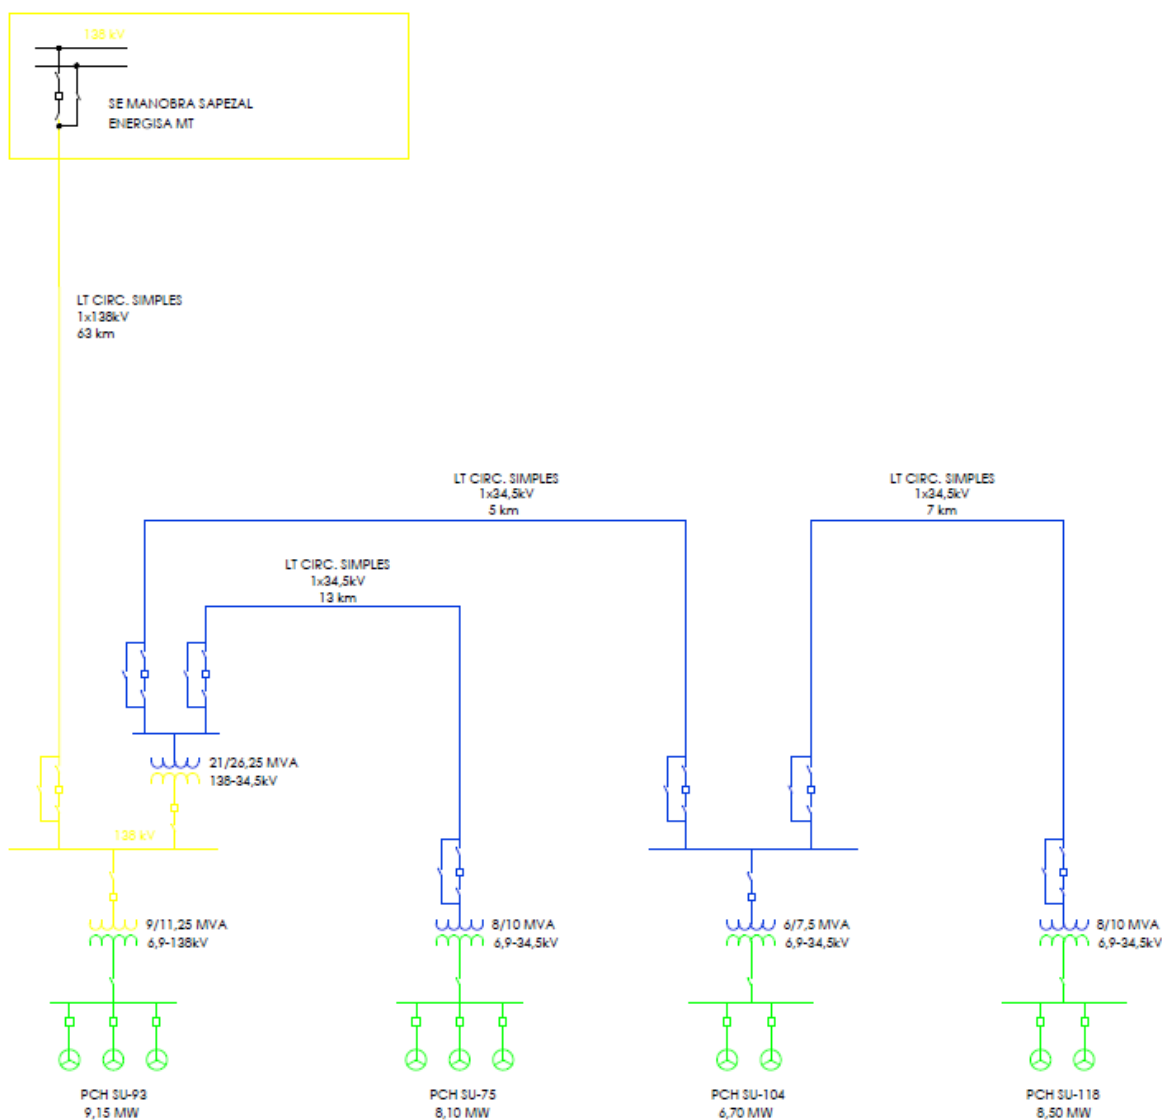 138 kV
SE MANOBRA SAPEZAL
ENERGISA MT
LT CIRC. SIMPLES
1x138kV
63 km
LT CIRC. SIMPLES
1x34,5kV
5 km
LT CIRC. SIMPLES
1x34,5kV
7 km
LT CIRC. SIMPLES
1x34,5kV
13 km
21/26,25 MVA
138-34,5kV
138 kV
9/11,25 MVA
6,9-138kV
8/10 MVA
6,9-34,5kV
6/7,5 MVA
6,9-34,5kV
8/10 MVA
6,9-34,5kV
PCH SU-93
9,15 MW
PCH SU-75
8,10 MW
PCH SU-104
6,70 MW
PCH SU-118
8,50 MW